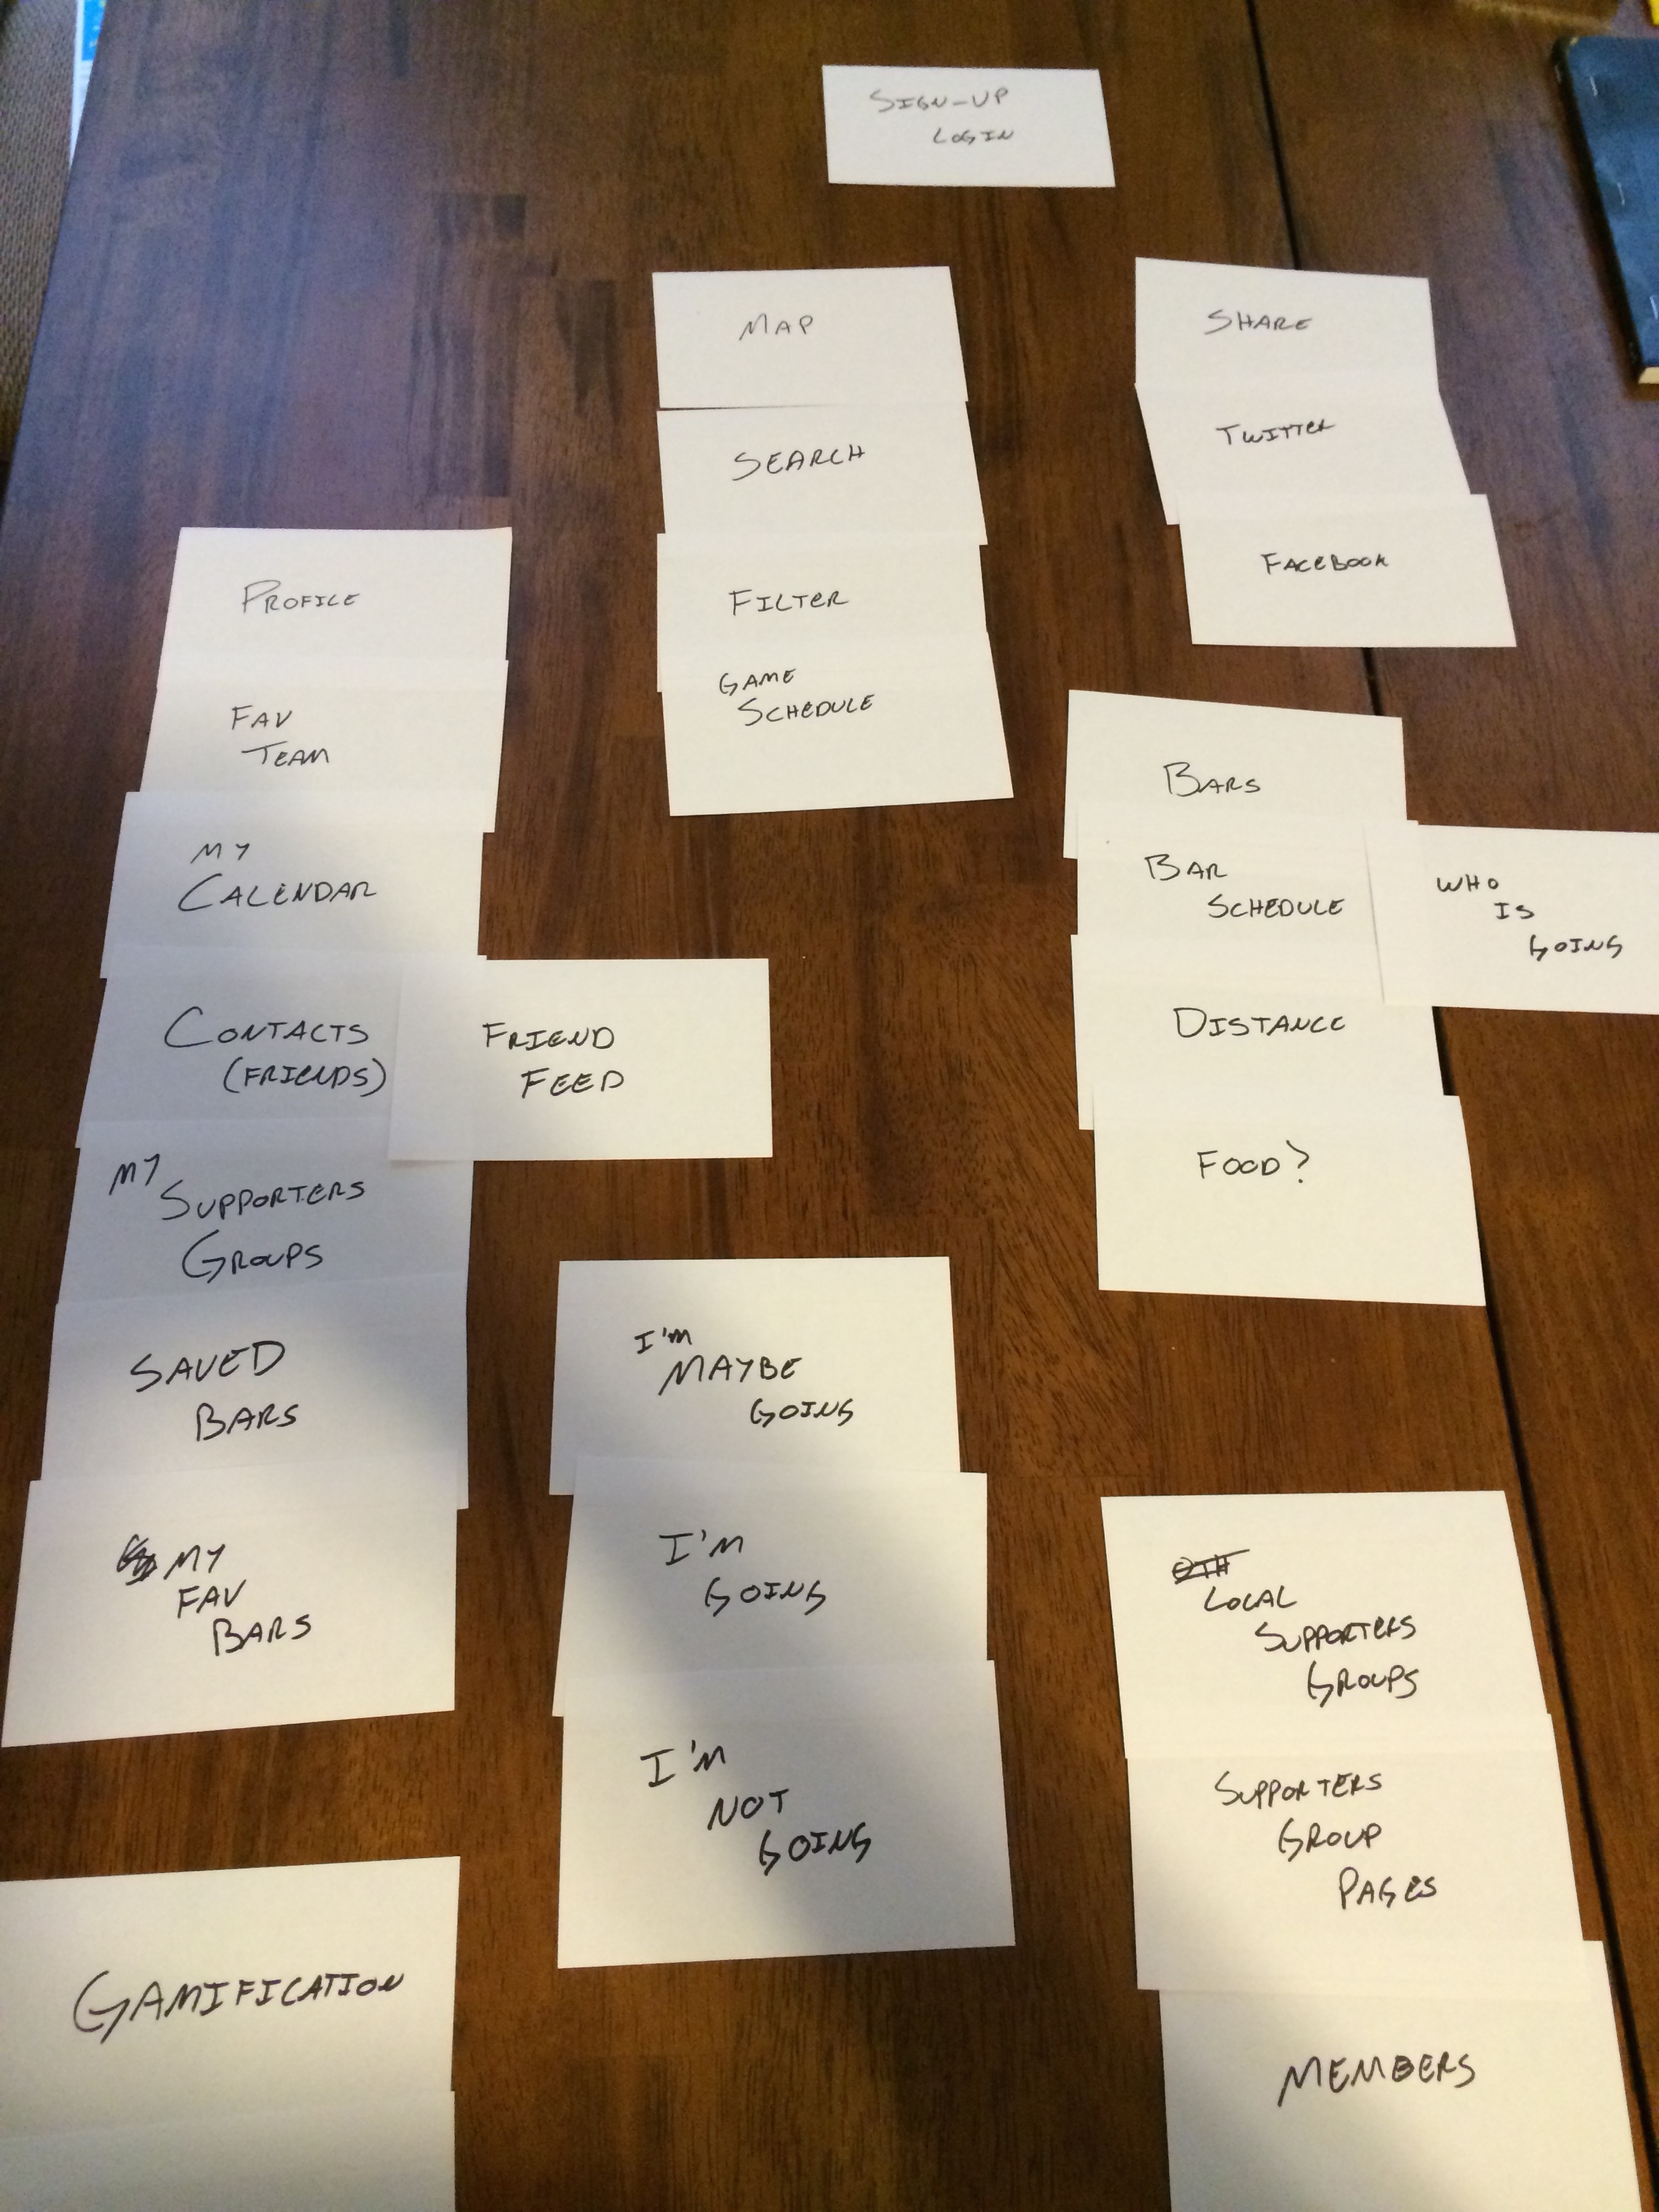 SIGN-UP
LOGIN
MAP
SEARCH
FILTER
GAME
SCHEDULE
SHARE
TWITTER
FACEBOOK
PROFILE
FAV
TEAM
MY
CALENDAR
CONTACTS
(FRIENDS)
FRIEND
FEED
MY
SUPPORTERS
GROUPS
SAVED
BARS
MY
FAV
BARS
BARS
BAR
SCHEDULE
WHO
IS
GOING
DISTANCE
FOOD?
I'M
MAYBE
GOING
I'M
GOING
I'M
NOT
GOING
OTH
LOCAL
SUPPORTERS
GROUPS
SUPPORTERS
GROUP
PAGES
MEMBERS
GAMIFICATION